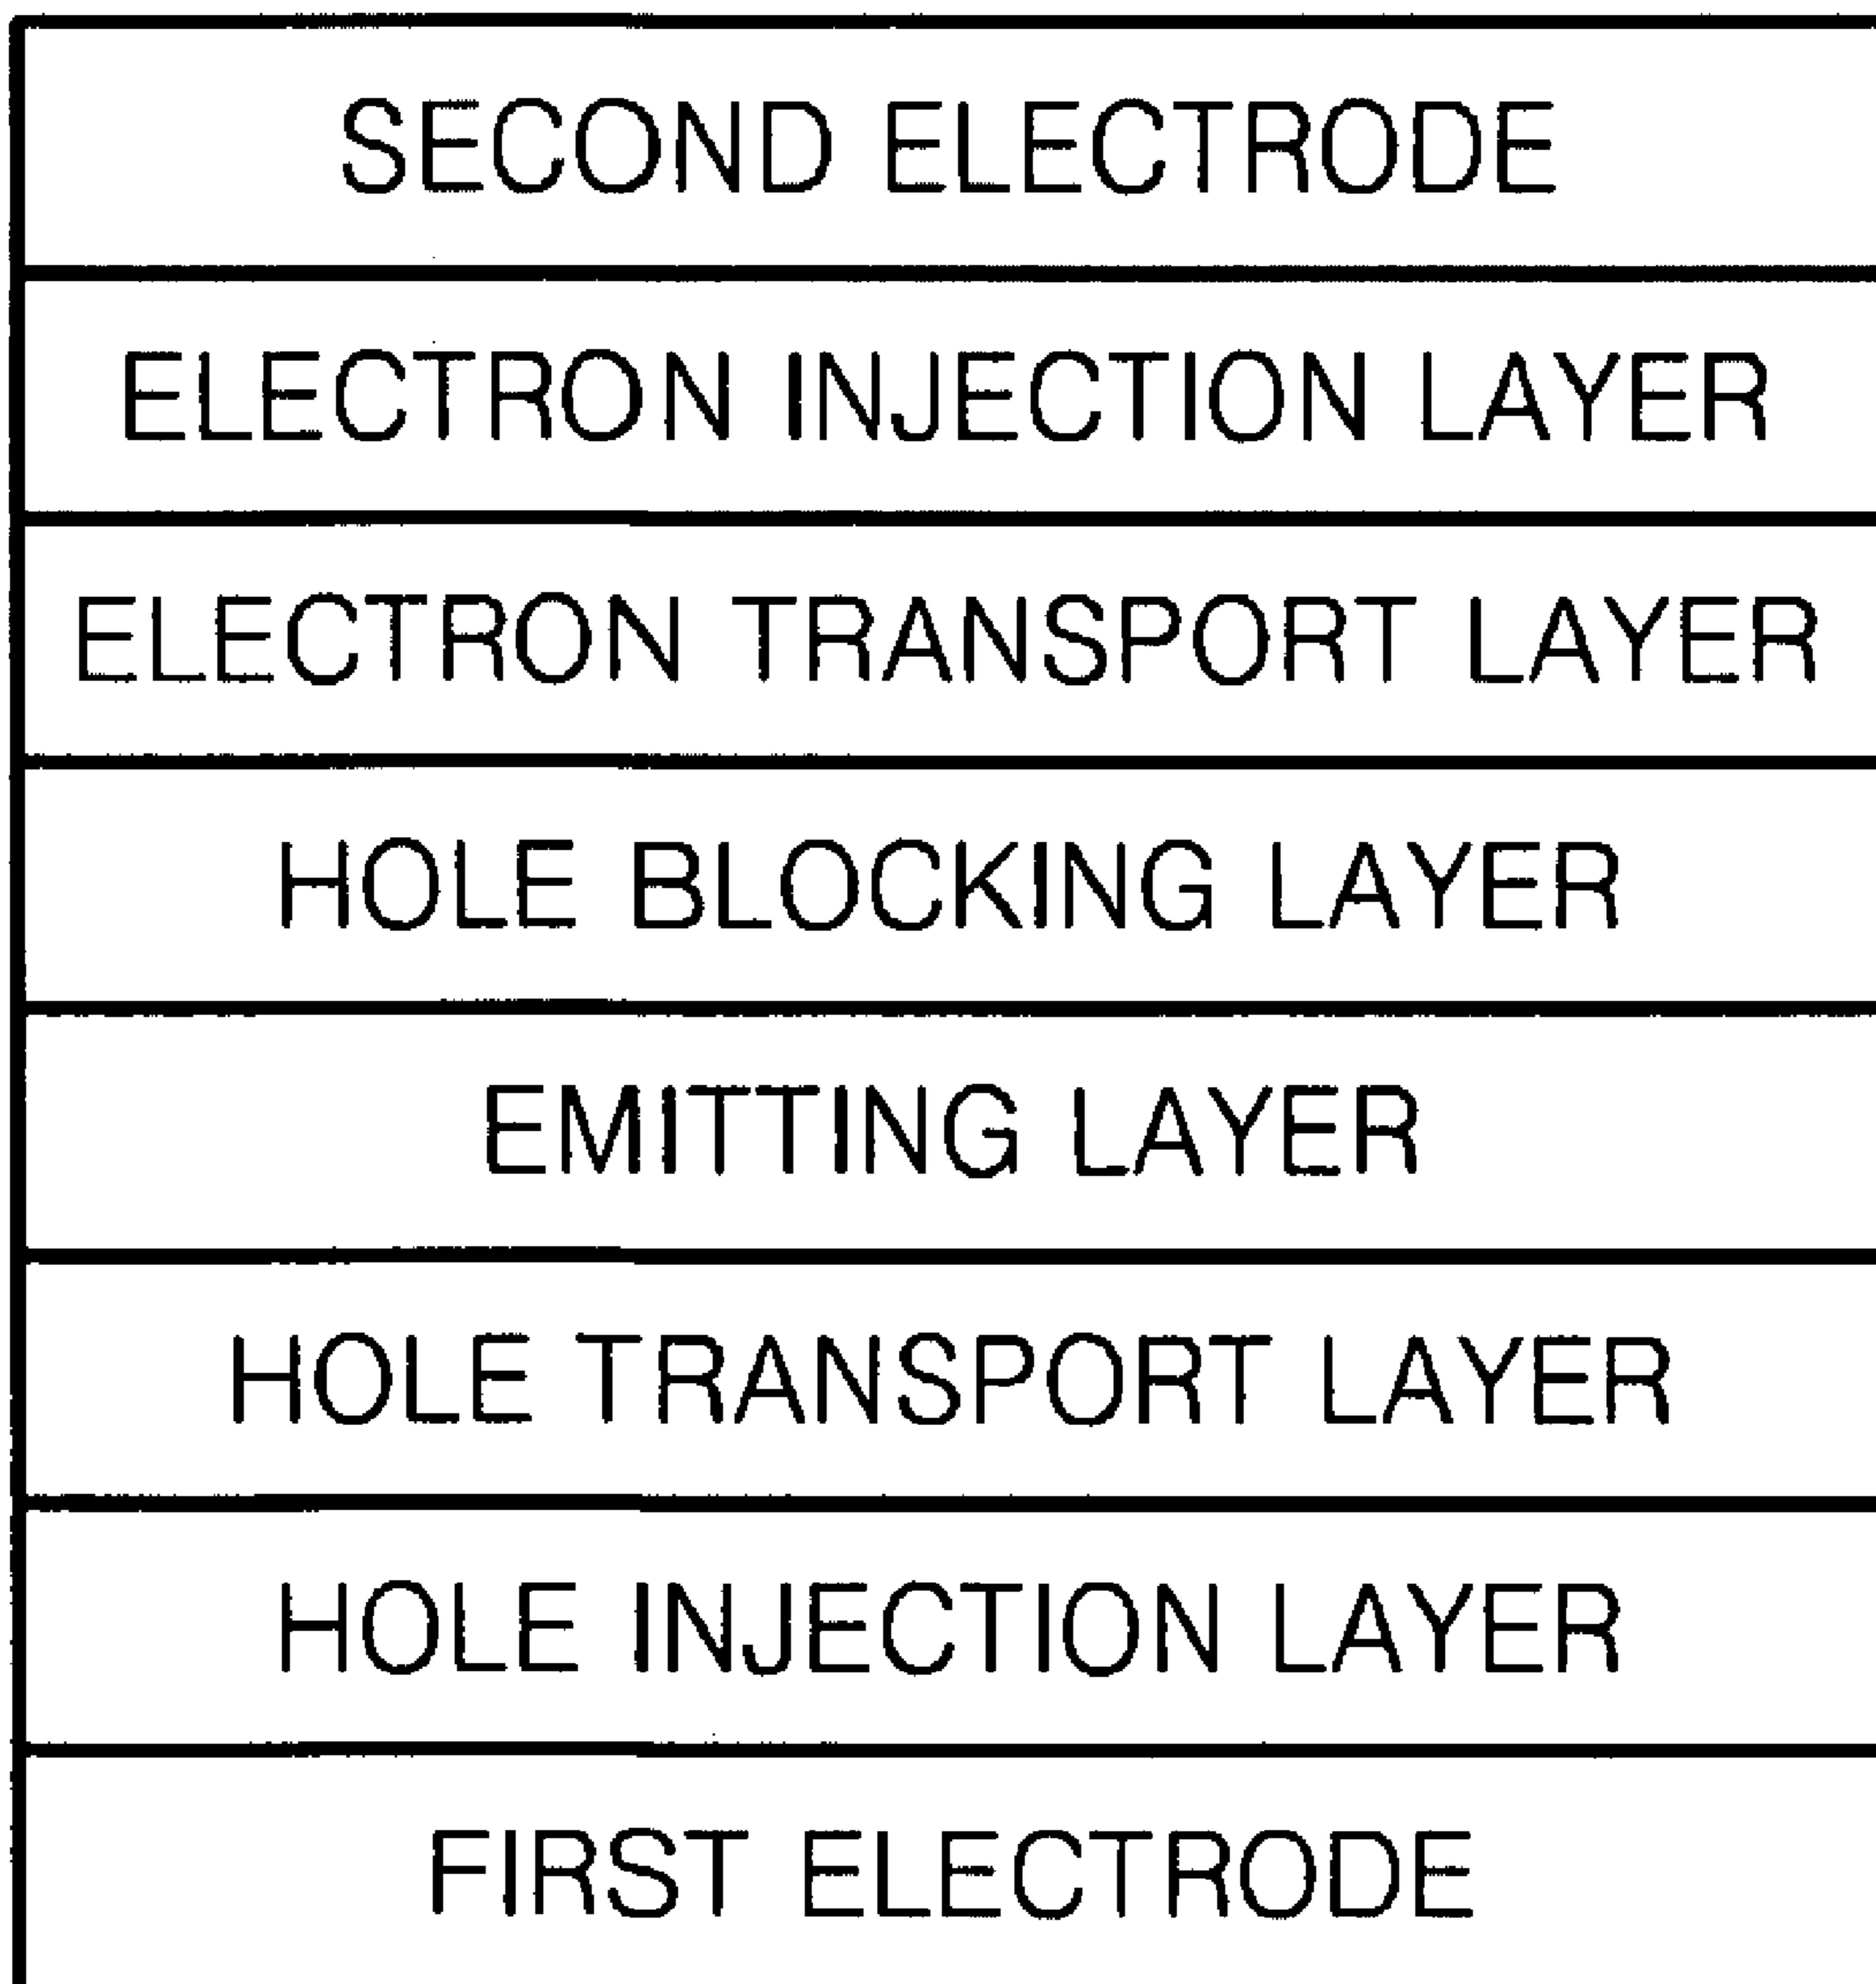 SECOND ELECTRODE
ELECTRON INJECTION LAYER
ELECTRON TRANSPORT LAYER
HOLE BLOCKING LAYER
EMITTING LAYER
HOLE TRANSPORT LAYER
HOLE INJECTION LAYER
FIRST ELECTRODE